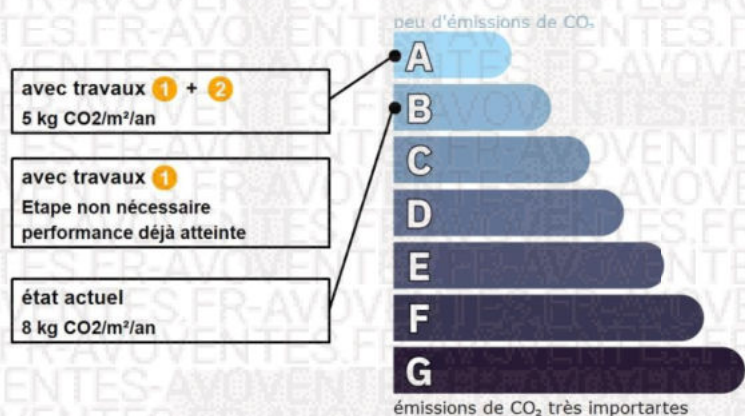 peu d'émissions de CO₂
A
avec travaux 1 + 2
5 kg CO2/m²/an
B
C
avec travaux 1
Etape non nécessaire
performance déjà atteinte
D
E
état actuel
8 kg CO2/m²/an
F
G
émissions de CO₂ très importantes